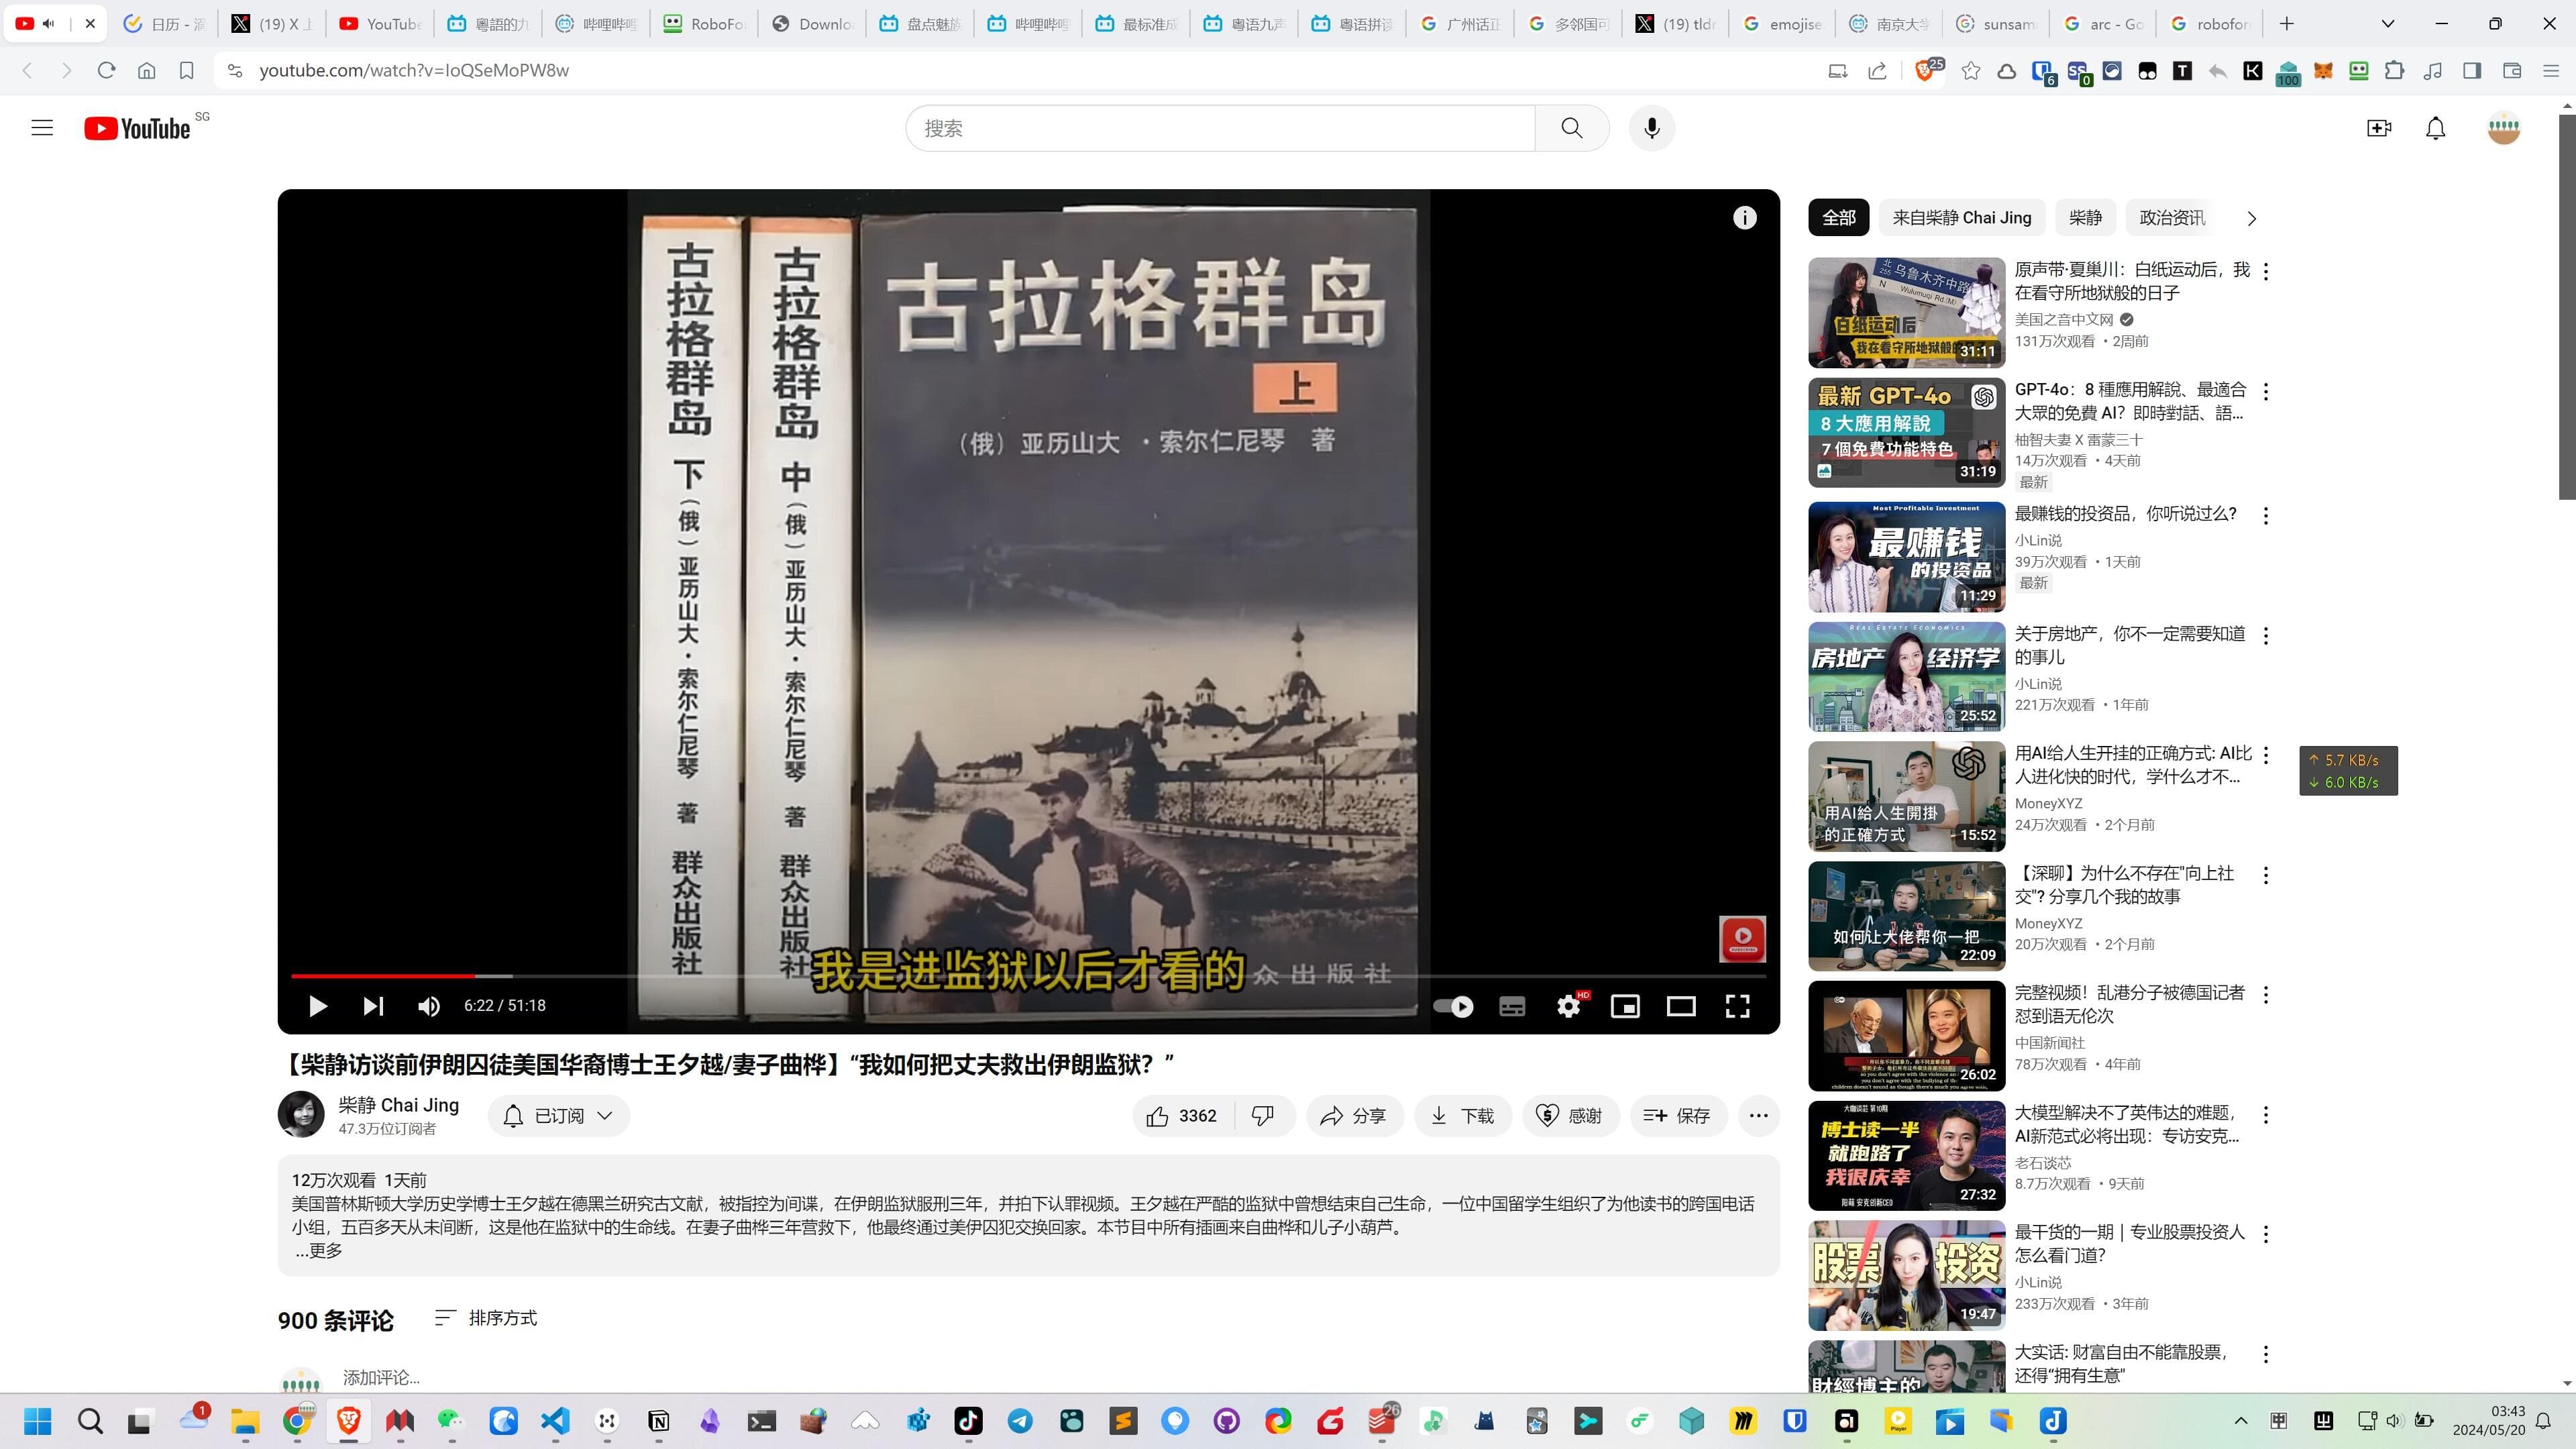 日历 - 滴
(19) X 上
YouTube
粵語的九
哔哩哔哩
RoboFor
Downlo
盘点魅族
哔哩哔哩
最标准成
粤语九声
粤语拼读
广州话正
多邻国可
(19) tldr
emojise
南京大学
sunsam
arc - Go
robofor
youtube.com/watch?v=IoQSeMoPW8w
25
6
0
100
YouTube SG
搜索
古拉格群岛 下 (俄) 亚历山大·索尔仁尼琴 著 群众出版社
古拉格群岛 中 (俄) 亚历山大·索尔仁尼琴 著 群众出版社
古拉格群岛
上
(俄) 亚历山大 ·索尔仁尼琴 著
众出版社
我是进监狱以后才看的
6:22 / 51:18
HD
【柴静访谈前伊朗囚徒美国华裔博士王夕越/妻子曲桦】“我如何把丈夫救出伊朗监狱？”
柴静 Chai Jing
47.3万位订阅者
已订阅
3362
分享
下载
感谢
保存
12万次观看 1天前
美国普林斯顿大学历史学博士王夕越在德黑兰研究古文献，被指控为间谍，在伊朗监狱服刑三年，并拍下认罪视频。王夕越在严酷的监狱中曾想结束自己生命，一位中国留学生组织了为他读书的跨国电话
小组，五百多天从未间断，这是他在监狱中的生命线。在妻子曲桦三年营救下，他最终通过美伊囚犯交换回家。本节目中所有插画来自曲桦和儿子小葫芦。
...更多
900 条评论
排序方式
添加评论...
全部
来自柴静 Chai Jing
柴静
政治资讯
乌鲁木齐中路
Wulumuqi Rd.(M)
白纸运动后
我在看守所地狱般的
31:11
原声带·夏巢川：白纸运动后，我
在看守所地狱般的日子
美国之音中文网
131万次观看 • 2周前
最新 GPT-4o
8 大應用解說
7 個免費功能特色
31:19
GPT-4o：8 種應用解說、最適合
大眾的免費 AI？即時對話、語...
柚智夫妻 X 雷蒙三十
14万次观看 • 4天前
最新
Most Profitable Investment
最赚钱
的投资品
11:29
最赚钱的投资品，你听说过么?
小Lin说
39万次观看 • 1天前
最新
REAL ESTATE ECONOMICS
房地产 经济学
25:52
关于房地产，你不一定需要知道
的事儿
小Lin说
221万次观看 • 1年前
用AI給人生開掛
的正確方式
15:52
用AI给人生开挂的正确方式: AI比
人进化快的时代，学什么才不...
MoneyXYZ
24万次观看 • 2个月前
如何让大佬帮你一把
22:09
【深聊】为什么不存在"向上社
交"? 分享几个我的故事
MoneyXYZ
20万次观看 • 2个月前
26:02
完整视频！乱港分子被德国记者
怼到语无伦次
中国新闻社
78万次观看 • 4年前
大咖谈芯 第10期
博士读一半
就跑路了
我很庆幸
27:32
大模型解决不了英伟达的难题，
AI新范式必将出现：专访安克...
老石谈芯
8.7万次观看 • 9天前
股票 投资
19:47
最干货的一期｜专业股票投资人
怎么看门道？
小Lin说
233万次观看 • 3年前
財經博主的
大实话: 财富自由不能靠股票，
还得“拥有生意”
↑ 5.7 KB/s
↓ 6.0 KB/s
1
26
03:43
2024/05/20